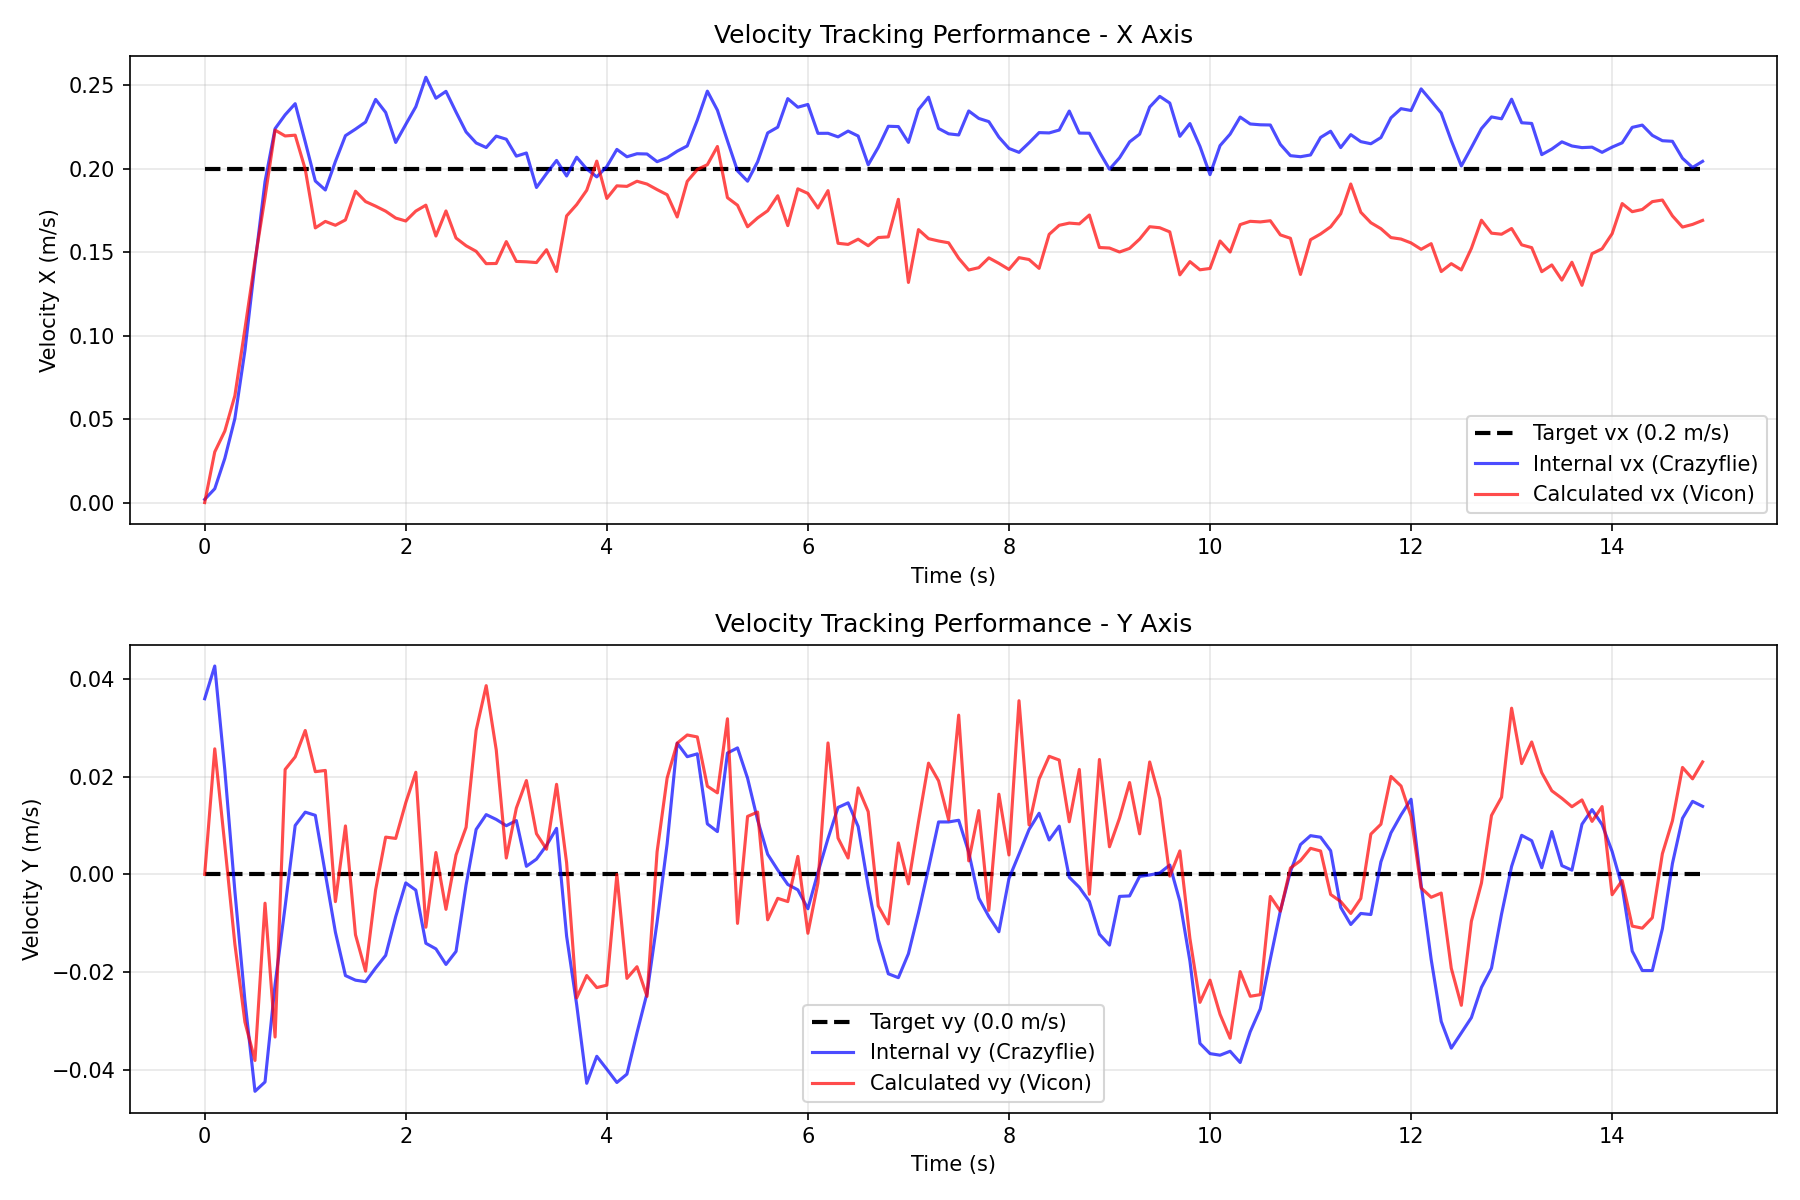 Velocity Tracking Performance - X Axis
Velocity X (m/s)
0.25
0.20
0.15
0.10
0.05
0.00
Target vx (0.2 m/s)
Internal vx (Crazyflie)
Calculated vx (Vicon)
0 2 4 6 8 10 12 14
Time (s)
Velocity Tracking Performance - Y Axis
Velocity Y (m/s)
0.04
0.02
0.00
−0.02
−0.04
Target vy (0.0 m/s)
Internal vy (Crazyflie)
Calculated vy (Vicon)
0 2 4 6 8 10 12 14
Time (s)